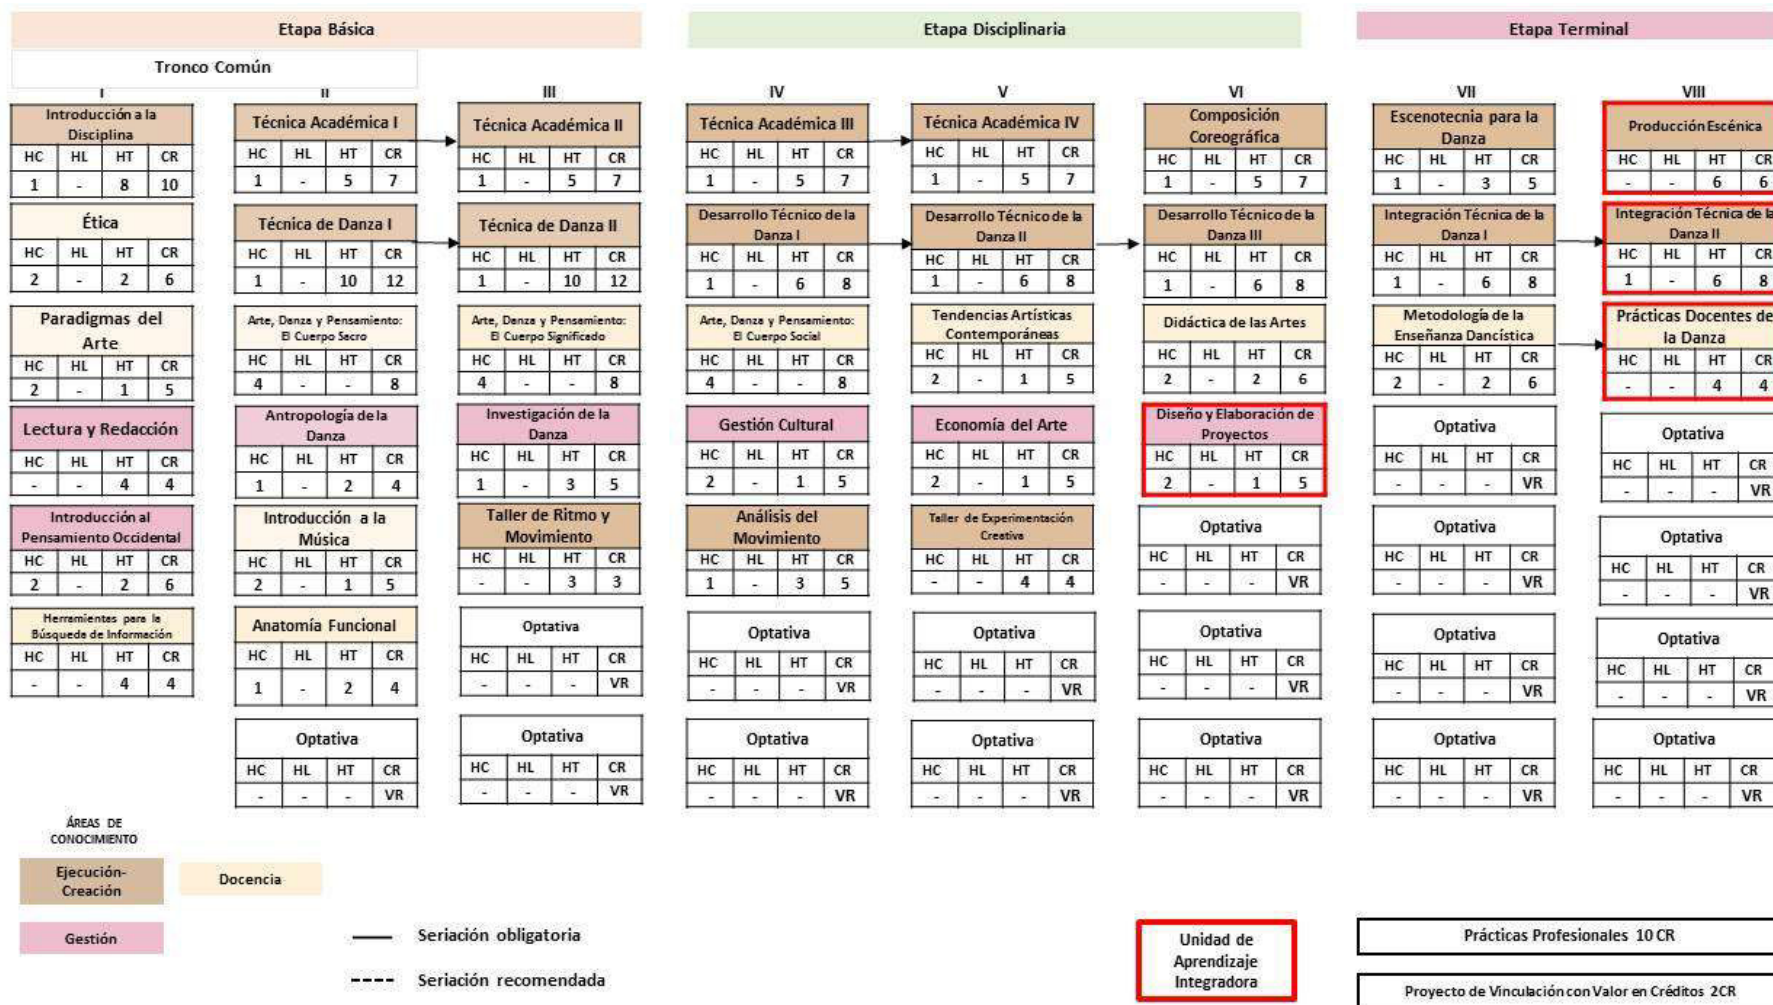 Etapa Básica
Etapa Disciplinaria
Etapa Terminal
Tronco Común
I
II
III
IV
V
VI
VII
VIII
Introducción a la
Disciplina
HC HL HT CR
1 - 8 10
Técnica Académica I
HC HL HT CR
1 - 5 7
Técnica Académica II
HC HL HT CR
1 - 5 7
Técnica Académica III
HC HL HT CR
1 - 5 7
Técnica Académica IV
HC HL HT CR
1 - 5 7
Composición
Coreográfica
HC HL HT CR
1 - 5 7
Escenotecnia para la
Danza
HC HL HT CR
1 - 3 5
Producción Escénica
HC HL HT CR
- - 6 6
Ética
HC HL HT CR
2 - 2 6
Técnica de Danza I
HC HL HT CR
1 - 10 12
Técnica de Danza II
HC HL HT CR
1 - 10 12
Desarrollo Técnico de la
Danza I
HC HL HT CR
1 - 6 8
Desarrollo Técnico de la
Danza II
HC HL HT CR
1 - 6 8
Desarrollo Técnico de la
Danza III
HC HL HT CR
1 - 6 8
Integración Técnica de la
Danza I
HC HL HT CR
1 - 6 8
Integración Técnica de la
Danza II
HC HL HT CR
1 - 6 8
Paradigmas del
Arte
HC HL HT CR
2 - 1 5
Arte, Danza y Pensamiento:
El Cuerpo Sacro
HC HL HT CR
4 - - 8
Arte, Danza y Pensamiento:
El Cuerpo Significado
HC HL HT CR
4 - - 8
Arte, Danza y Pensamiento:
El Cuerpo Social
HC HL HT CR
4 - - 8
Tendencias Artísticas
Contemporáneas
HC HL HT CR
2 - 1 5
Didáctica de las Artes
HC HL HT CR
2 - 2 6
Metodología de la
Enseñanza Dancística
HC HL HT CR
2 - 2 6
Prácticas Docentes de
la Danza
HC HL HT CR
- - 4 4
Lectura y Redacción
HC HL HT CR
- - 4 4
Antropología de la
Danza
HC HL HT CR
1 - 2 4
Investigación de la
Danza
HC HL HT CR
1 - 3 5
Gestión Cultural
HC HL HT CR
2 - 1 5
Economía del Arte
HC HL HT CR
2 - 1 5
Diseño y Elaboración de
Proyectos
HC HL HT CR
2 - 1 5
Optativa
HC HL HT CR
- - - VR
Optativa
HC HL HT CR
- - - VR
Introducción al
Pensamiento Occidental
HC HL HT CR
2 - 2 6
Introducción a la
Música
HC HL HT CR
2 - 1 5
Taller de Ritmo y
Movimiento
HC HL HT CR
- - 3 3
Análisis del
Movimiento
HC HL HT CR
1 - 3 5
Taller de Experimentación
Creativa
HC HL HT CR
- - 4 4
Optativa
HC HL HT CR
- - - VR
Optativa
HC HL HT CR
- - - VR
Optativa
HC HL HT CR
- - - VR
Herramientas para la
Búsqueda de Información
HC HL HT CR
- - 4 4
Anatomía Funcional
HC HL HT CR
1 - 2 4
Optativa
HC HL HT CR
- - - VR
Optativa
HC HL HT CR
- - - VR
Optativa
HC HL HT CR
- - - VR
Optativa
HC HL HT CR
- - - VR
Optativa
HC HL HT CR
- - - VR
Optativa
HC HL HT CR
- - - VR
Optativa
HC HL HT CR
- - - VR
Optativa
HC HL HT CR
- - - VR
Optativa
HC HL HT CR
- - - VR
Optativa
HC HL HT CR
- - - VR
Optativa
HC HL HT CR
- - - VR
Optativa
HC HL HT CR
- - - VR
Optativa
HC HL HT CR
- - - VR
ÁREAS DE
CONOCIMIENTO
Ejecución-
Creación
Docencia
Gestión
Seriación obligatoria
Seriación recomendada
Unidad de
Aprendizaje
Integradora
Prácticas Profesionales 10 CR
Proyecto de Vinculación con Valor en Créditos 2CR